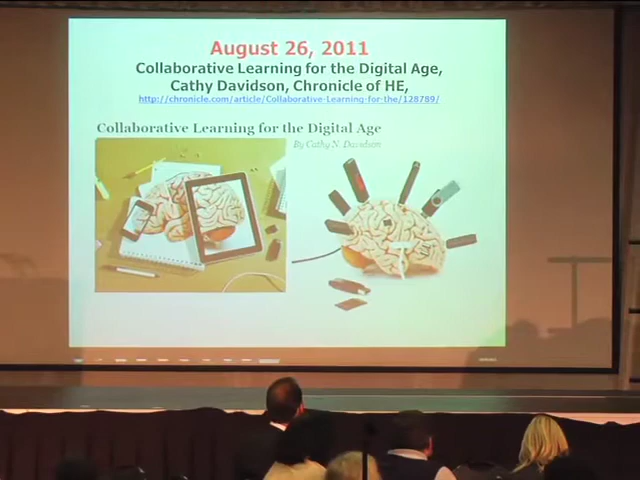 August 26, 2011
Collaborative Learning for the Digital Age,
Cathy Davidson, Chronicle of HE,
http://chronicle.com/article/Collaborative-Learning-for-the/128789/
Collaborative Learning for the Digital Age
By Cathy N. Davidson